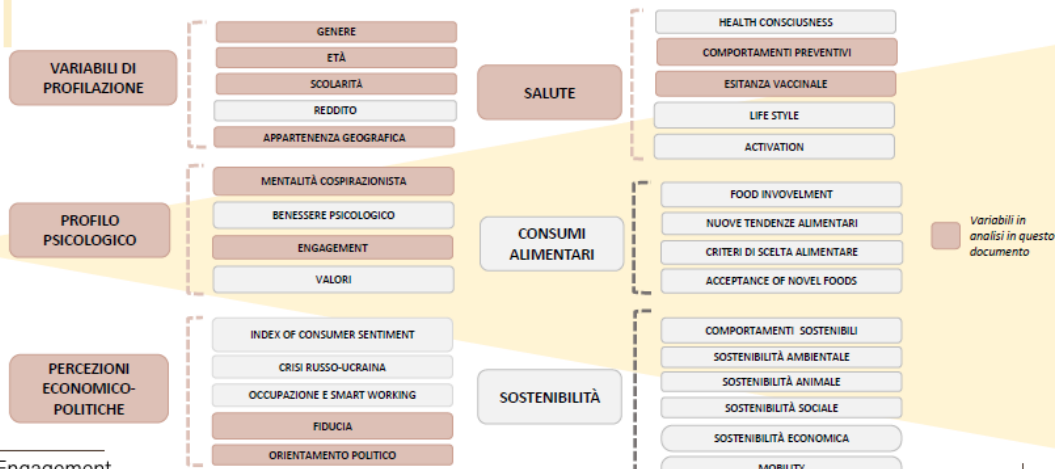 VARIABILI DI
PROFILAZIONE
GENERE
ETÀ
SCOLARITÀ
REDDITO
APPARTENENZA GEOGRAFICA
PROFILO
PSICOLOGICO
MENTALITÀ COSPIRAZIONISTA
BENESSERE PSICOLOGICO
ENGAGEMENT
VALORI
PERCEZIONI
ECONOMICO-
POLITICHE
INDEX OF CONSUMER SENTIMENT
CRISI RUSSO-UCRAINA
OCCUPAZIONE E SMART WORKING
FIDUCIA
ORIENTAMENTO POLITICO
SALUTE
HEALTH CONSCIUSNESS
COMPORTAMENTI PREVENTIVI
ESITANZA VACCINALE
LIFE STYLE
ACTIVATION
CONSUMI
ALIMENTARI
FOOD INVOVELMENT
NUOVE TENDENZE ALIMENTARI
CRITERI DI SCELTA ALIMENTARE
ACCEPTANCE OF NOVEL FOODS
SOSTENIBILITÀ
COMPORTAMENTI SOSTENIBILI
SOSTENIBILITÀ AMBIENTALE
SOSTENIBILITÀ ANIMALE
SOSTENIBILITÀ SOCIALE
SOSTENIBILITÀ ECONOMICA
MOBILITY
Variabili in
analisi in questo
documento
Engagement